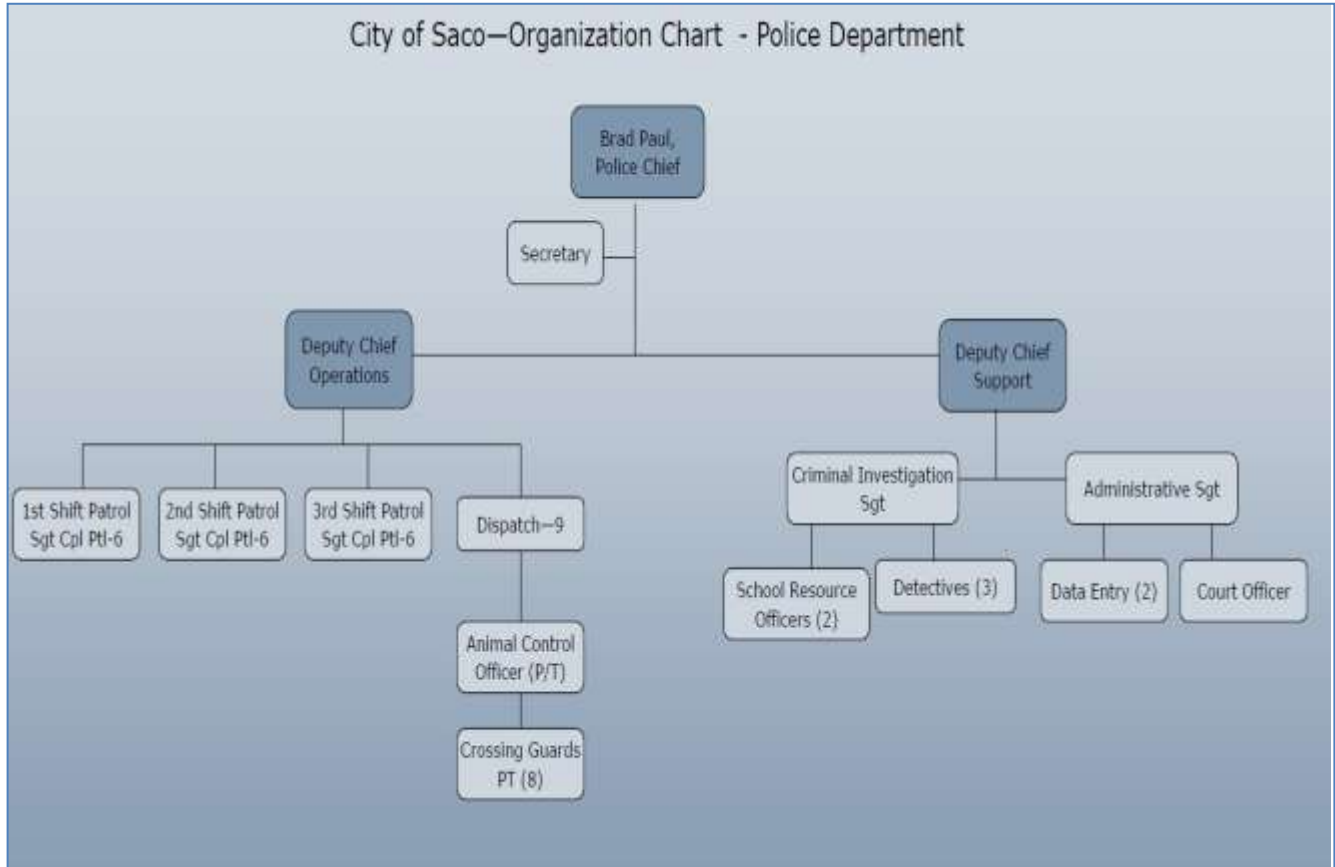 City of Saco—Organization Chart - Police Department
Brad Paul,
Police Chief
Secretary
Deputy Chief
Operations
Deputy Chief
Support
1st Shift Patrol
Sgt Cpl Ptl-6
2nd Shift Patrol
Sgt Cpl Ptl-6
3rd Shift Patrol
Sgt Cpl Ptl-6
Dispatch—9
Animal Control
Officer (P/T)
Crossing Guards
PT (8)
Criminal Investigation
Sgt
Administrative Sgt
School Resource
Officers (2)
Detectives (3)
Data Entry (2)
Court Officer